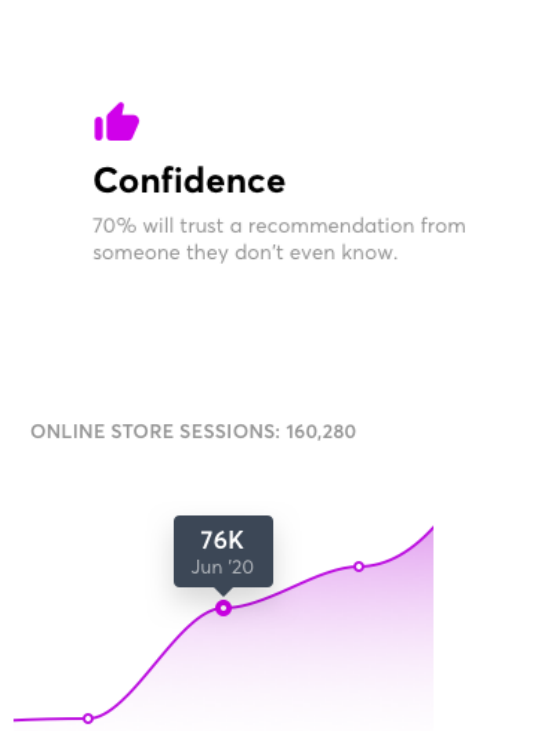 Confidence
70% will trust a recommendation from
someone they don't even know.
ONLINE STORE SESSIONS: 160,280
76K
Jun '20